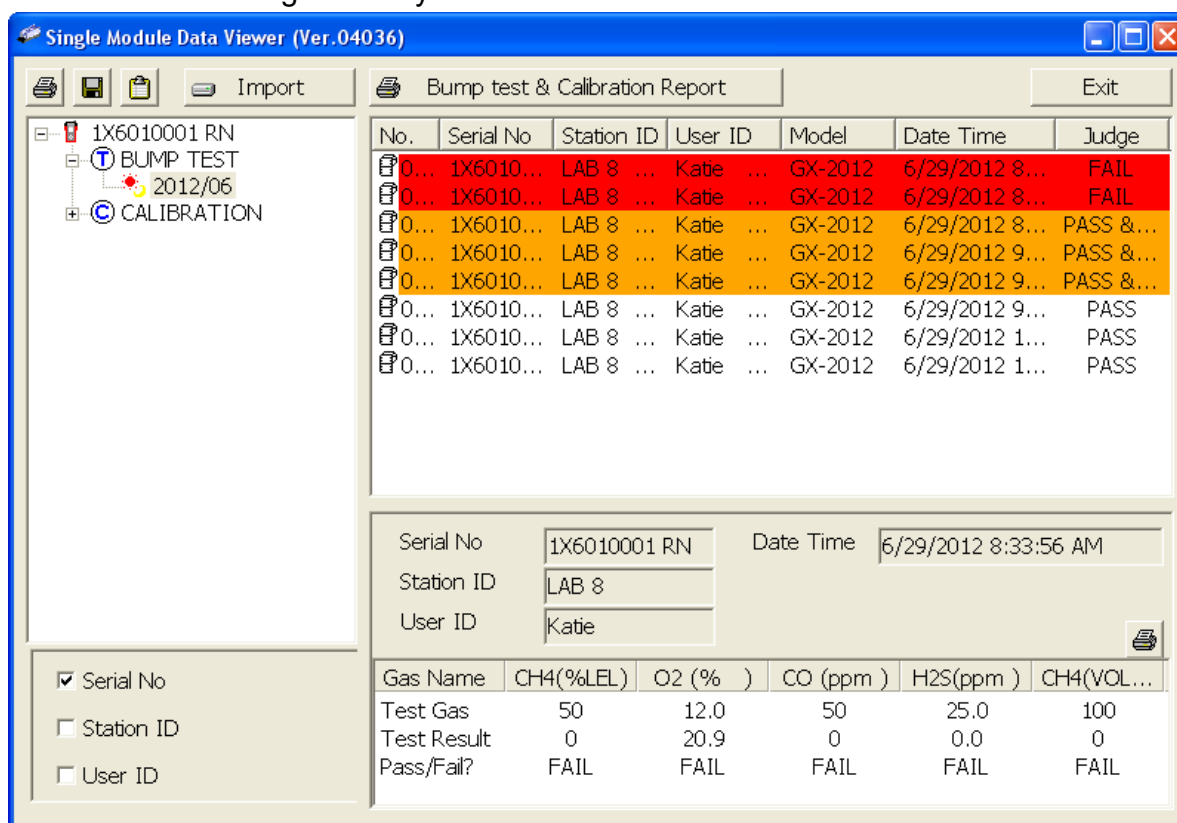 Single Module Data Viewer (Ver.04036)
Import
Bump test & Calibration Report
Exit
1X6010001 RN
T BUMP TEST
2012/06
C CALIBRATION
No. Serial No Station ID User ID Model Date Time Judge
0... 1X6010... LAB 8 ... Katie ... GX-2012 6/29/2012 8... FAIL
0... 1X6010... LAB 8 ... Katie ... GX-2012 6/29/2012 8... FAIL
0... 1X6010... LAB 8 ... Katie ... GX-2012 6/29/2012 8... PASS &...
0... 1X6010... LAB 8 ... Katie ... GX-2012 6/29/2012 9... PASS &...
0... 1X6010... LAB 8 ... Katie ... GX-2012 6/29/2012 9... PASS &...
0... 1X6010... LAB 8 ... Katie ... GX-2012 6/29/2012 9... PASS
0... 1X6010... LAB 8 ... Katie ... GX-2012 6/29/2012 1... PASS
0... 1X6010... LAB 8 ... Katie ... GX-2012 6/29/2012 1... PASS
Serial No 1X6010001 RN Date Time 6/29/2012 8:33:56 AM
Station ID LAB 8
User ID Katie
Gas Name CH4(%LEL) O2 (% ) CO (ppm ) H2S(ppm ) CH4(VOL...
Test Gas 50 12.0 50 25.0 100
Test Result 0 20.9 0 0.0 0
Pass/Fail? FAIL FAIL FAIL FAIL FAIL
Serial No
Station ID
User ID